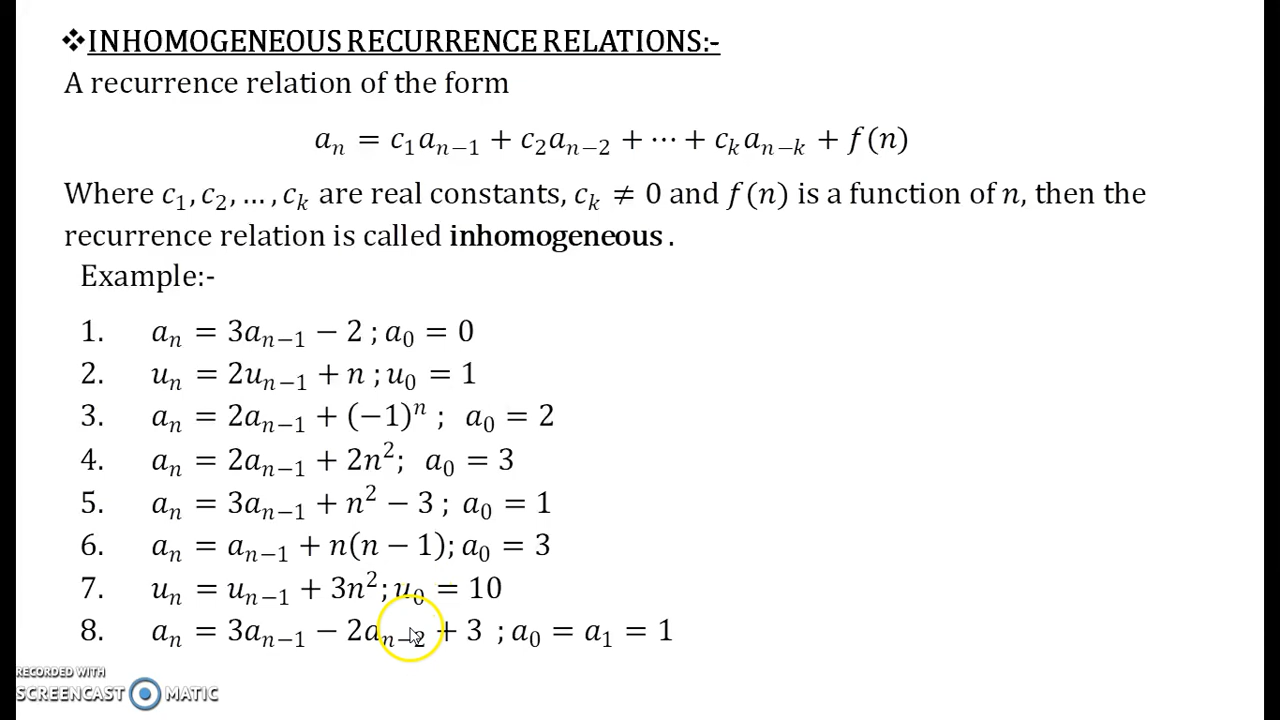 ❖INHOMOGENEOUS RECURRENCE RELATIONS:-
A recurrence relation of the form
aₙ = c₁aₙ₋₁ + c₂aₙ₋₂ + ⋯ + cₖaₙ₋ₖ + f(n)
Where c₁, c₂, … , cₖ are real constants, cₖ ≠ 0 and f(n) is a function of n, then the
recurrence relation is called inhomogeneous .
Example:-
1. aₙ = 3aₙ₋₁ − 2 ; a₀ = 0
2. uₙ = 2uₙ₋₁ + n ; u₀ = 1
3. aₙ = 2aₙ₋₁ + (−1)ⁿ ; a₀ = 2
4. aₙ = 2aₙ₋₁ + 2n²; a₀ = 3
5. aₙ = 3aₙ₋₁ + n² − 3 ; a₀ = 1
6. aₙ = aₙ₋₁ + n(n − 1); a₀ = 3
7. uₙ = uₙ₋₁ + 3n²; u₀ = 10
8. aₙ = 3aₙ₋₁ − 2aₙ₋₂ + 3 ; a₀ = a₁ = 1
RECORDED WITH
SCREENCAST MATIC